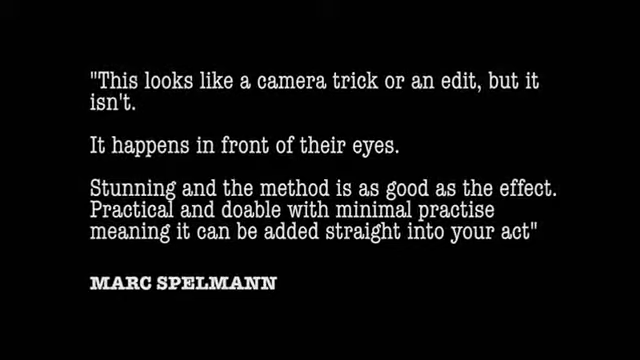 "This looks like a camera trick or an edit, but it
isn't.
It happens in front of their eyes.
Stunning and the method is as good as the effect.
Practical and doable with minimal practise
meaning it can be added straight into your act"
MARC SPELMANN